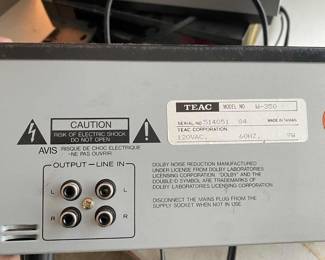 TEAC MODEL NO. W-350
SERIAL NO. 514051 04 MADE IN TAIWAN
TEAC CORPORATION
120VAC, 60HZ, 9W
CAUTION
RISK OF ELECTRIC SHOCK
DO NOT OPEN
AVIS RISQUE DE CHOC ELECTRIQUE
-NE PAS OUVRIR
OUTPUT LINE IN
L L
R R
DOLBY NOISE REDUCTION MANUFACTURED
UNDER LICENSE FROM DOLBY LABORATORIES
LICENSING CORPORATION. "DOLBY" AND THE
DOUBLE-D SYMBOL ARE TRADEMARKS OF
DOLBY LABORATORIES LICENSING CORPORATION.
DISCONNECT THE MAINS PLUG FROM THE
SUPPLY SOCKET WHEN NOT IN USE.